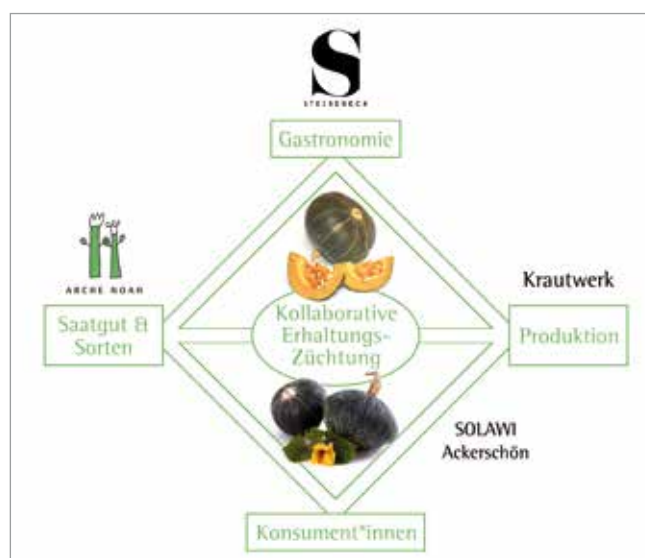 S
STEIRERECK
Gastronomie
ARCHE NOAH
Krautwerk
Saatgut &
Sorten
Kollaborative
Erhaltungs-
Züchtung
Produktion
SOLAWI
Ackerschön
Konsument*innen